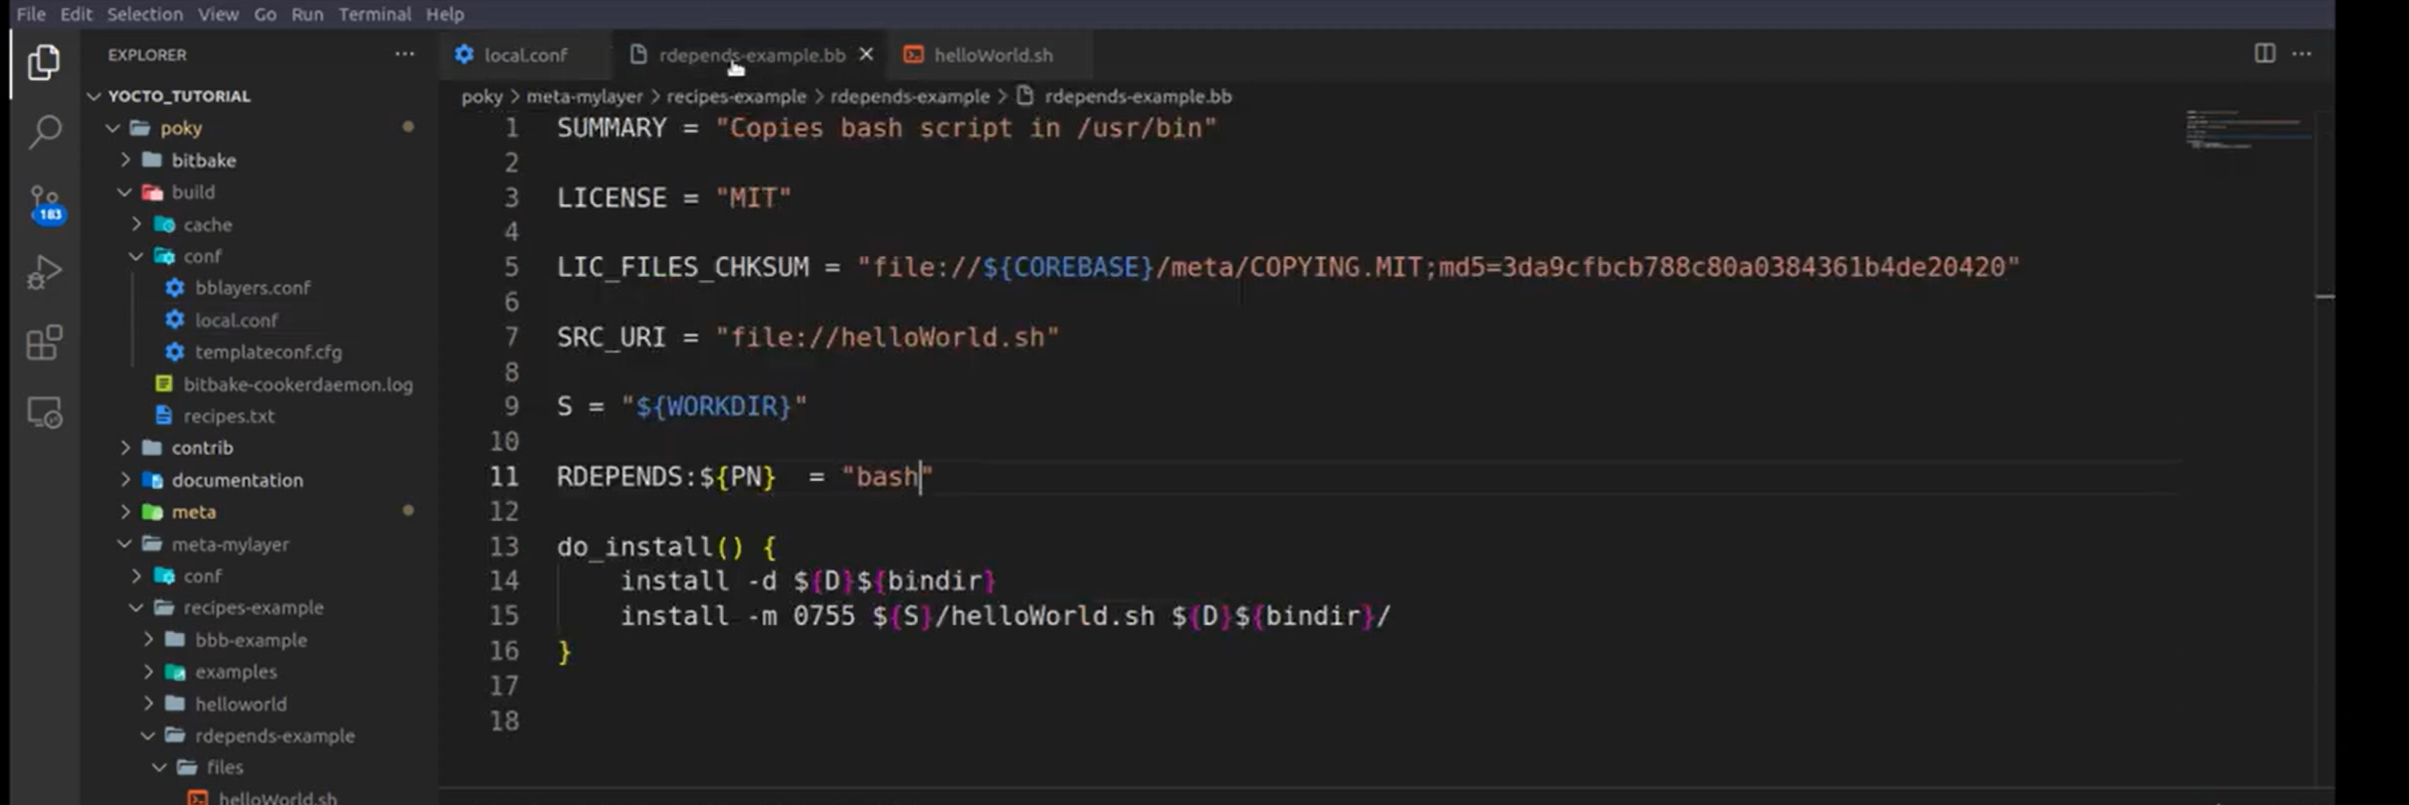 File Edit Selection View Go Run Terminal Help
EXPLORER ···
local.conf
rdepends-example.bb
helloWorld.sh
183
YOCTO_TUTORIAL
poky
bitbake
build
cache
conf
bblayers.conf
local.conf
templateconf.cfg
bitbake-cookerdaemon.log
recipes.txt
contrib
documentation
meta
meta-mylayer
conf
recipes-example
bbb-example
examples
helloworld
rdepends-example
files
helloWorld.sh
poky > meta-mylayer > recipes-example > rdepends-example > rdepends-example.bb
1 SUMMARY = "Copies bash script in /usr/bin"
2
3 LICENSE = "MIT"
4
5 LIC_FILES_CHKSUM = "file://${COREBASE}/meta/COPYING.MIT;md5=3da9cfbcb788c80a0384361b4de20420"
6
7 SRC_URI = "file://helloWorld.sh"
8
9 S = "${WORKDIR}"
10
11 RDEPENDS:${PN}  = "bash"
12
13 do_install() {
14     install -d ${D}${bindir}
15     install -m 0755 ${S}/helloWorld.sh ${D}${bindir}/
16 }
17
18